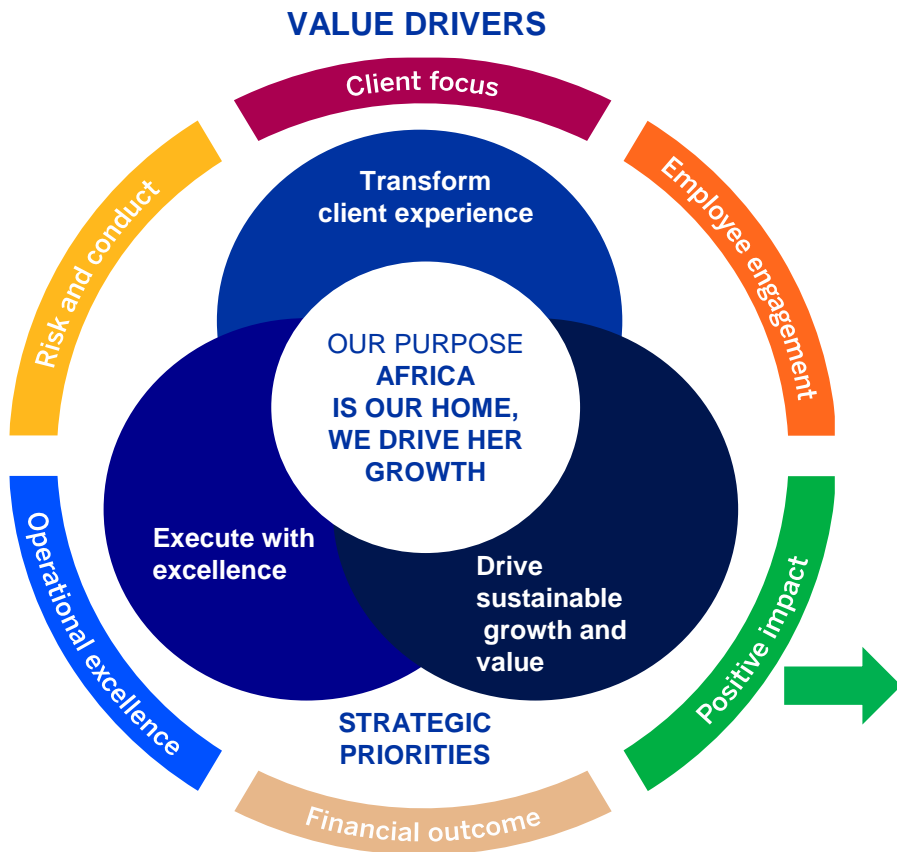 VALUE DRIVERS
Client focus
Employee engagement
Positive impact
Financial outcome
Operational excellence
Risk and conduct
Transform
client experience
OUR PURPOSE
AFRICA
IS OUR HOME,
WE DRIVE HER
GROWTH
Execute with
excellence
Drive
sustainable
growth and
value
STRATEGIC
PRIORITIES